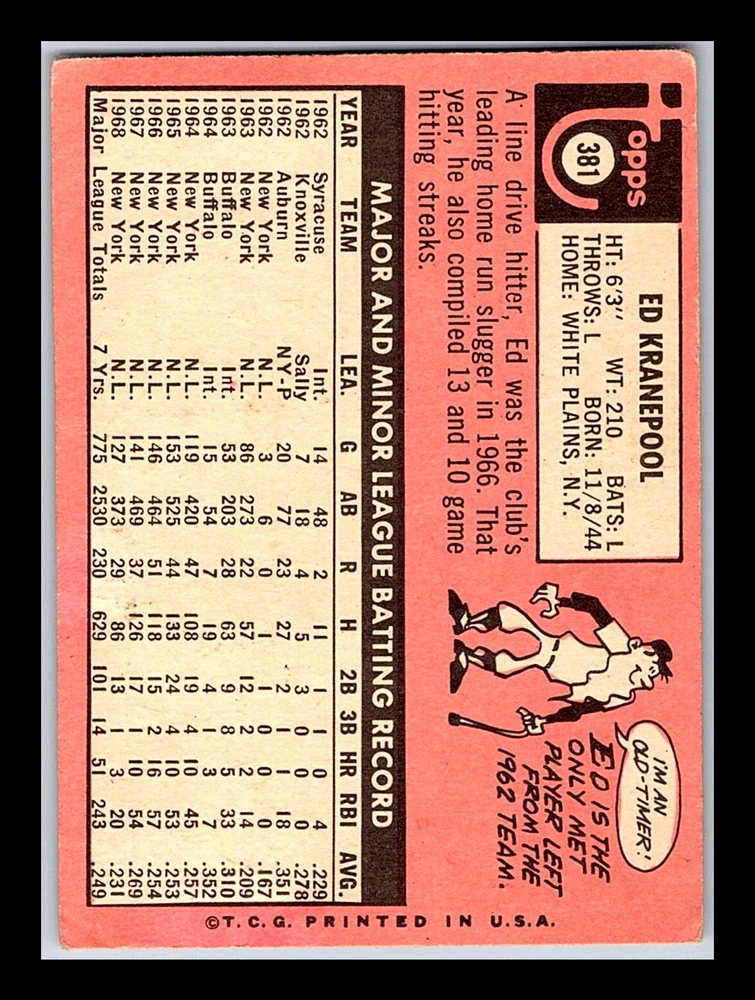 Topps
381
ED KRANEPOOL
HT: 6'3" WT: 210 BATS: L
THROWS: L BORN: 11/8/44
HOME: WHITE PLAINS, N.Y.
A line drive hitter, Ed was the club's
leading home run slugger in 1966. That
year, he also compiled 13 and 10 game
hitting streaks.
I'M AN
OLD-TIMER!
ED IS THE
ONLY MET
PLAYER LEFT
FROM THE
1962 TEAM.
MAJOR AND MINOR LEAGUE BATTING RECORD
YEAR TEAM LEA. G AB R H 2B 3B HR RBI AVG.
1962 Syracuse Int. 14 48 2 11 1 0 0 4 .229
1962 Knoxville Sally 7 18 4 5 3 0 0 0 .278
1962 Auburn NY-P 20 77 23 27 2 1 1 18 .351
1962 New York N.L. 3 6 0 1 1 0 0 0 .167
1963 New York N.L. 86 273 22 57 12 2 2 14 .209
1963 Buffalo Int. 53 203 28 63 9 8 5 33 .310
1964 Buffalo Int. 15 54 7 19 4 1 3 7 .352
1964 New York N.L. 119 420 47 108 19 4 10 45 .257
1965 New York N.L. 153 525 44 133 24 4 10 53 .253
1966 New York N.L. 146 464 51 118 15 2 16 57 .254
1967 New York N.L. 141 469 37 126 17 1 10 54 .269
1968 New York N.L. 127 373 29 86 13 1 3 20 .231
Major League Totals 7 Yrs. 775 2530 230 629 101 14 51 243 .249
©T.C.G. PRINTED IN U.S.A.